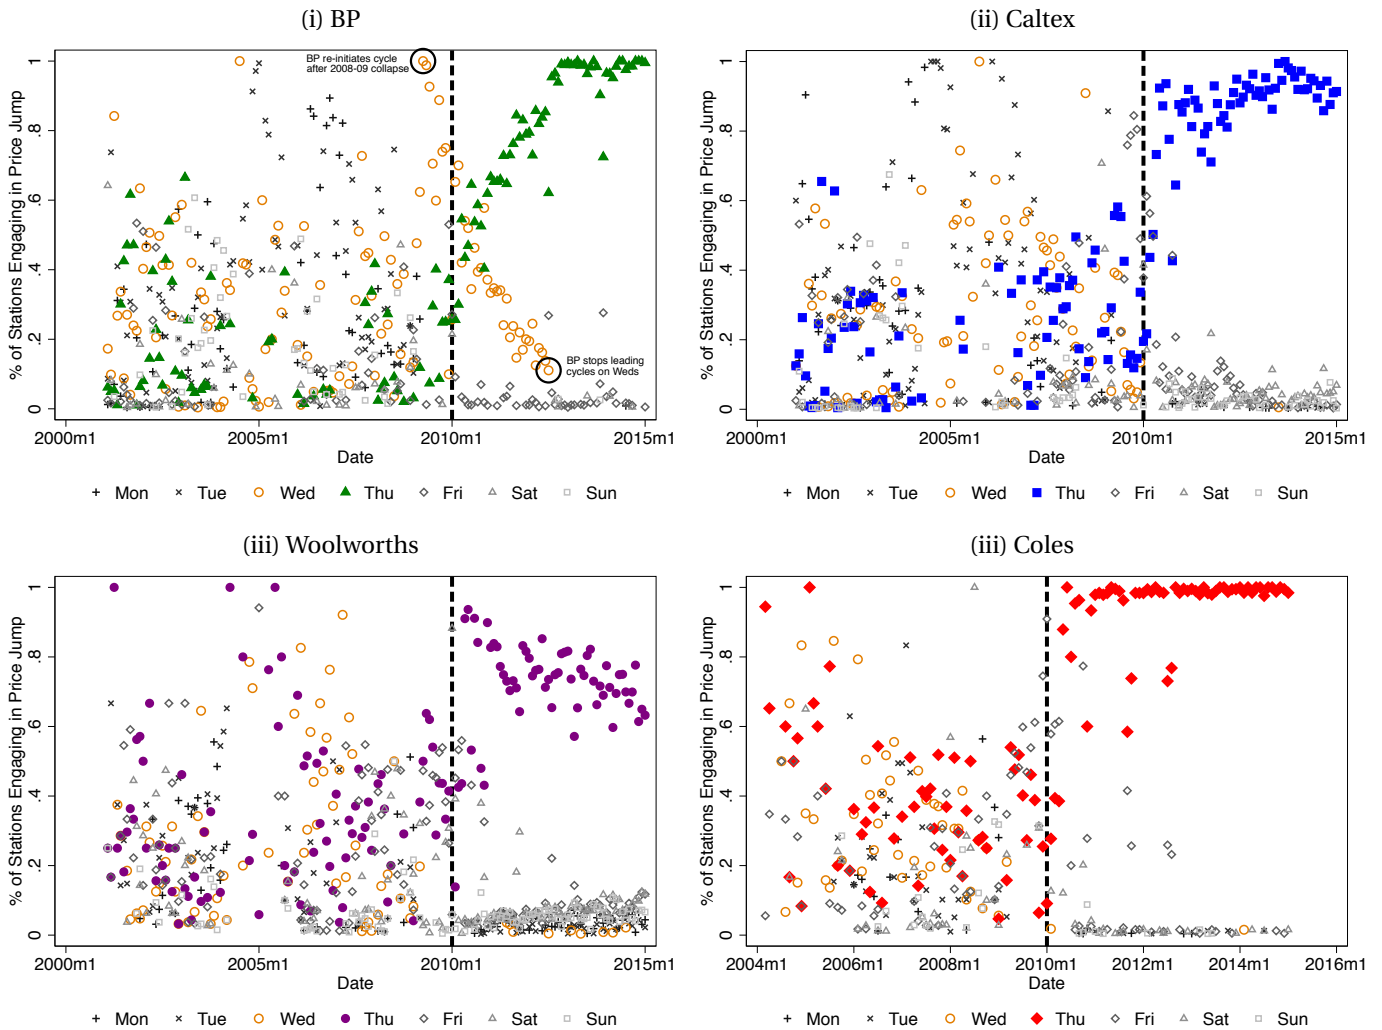 (i) BP
% of Stations Engaging in Price Jump
1
.8
.6
.4
.2
0
BP re-initiates cycle
after 2008-09 collapse
BP stops leading
cycles on Weds
2000m1 2005m1 2010m1 2015m1
Date
Mon Tue Wed Thu Fri Sat Sun
(ii) Caltex
% of Stations Engaging in Price Jump
1
.8
.6
.4
.2
0
2000m1 2005m1 2010m1 2015m1
Date
Mon Tue Wed Thu Fri Sat Sun
(iii) Woolworths
% of Stations Engaging in Price Jump
1
.8
.6
.4
.2
0
2000m1 2005m1 2010m1 2015m1
Date
Mon Tue Wed Thu Fri Sat Sun
(iii) Coles
% of Stations Engaging in Price Jump
1
.8
.6
.4
.2
0
2004m1 2006m1 2008m1 2010m1 2012m1 2014m1 2016m1
Date
Mon Tue Wed Thu Fri Sat Sun